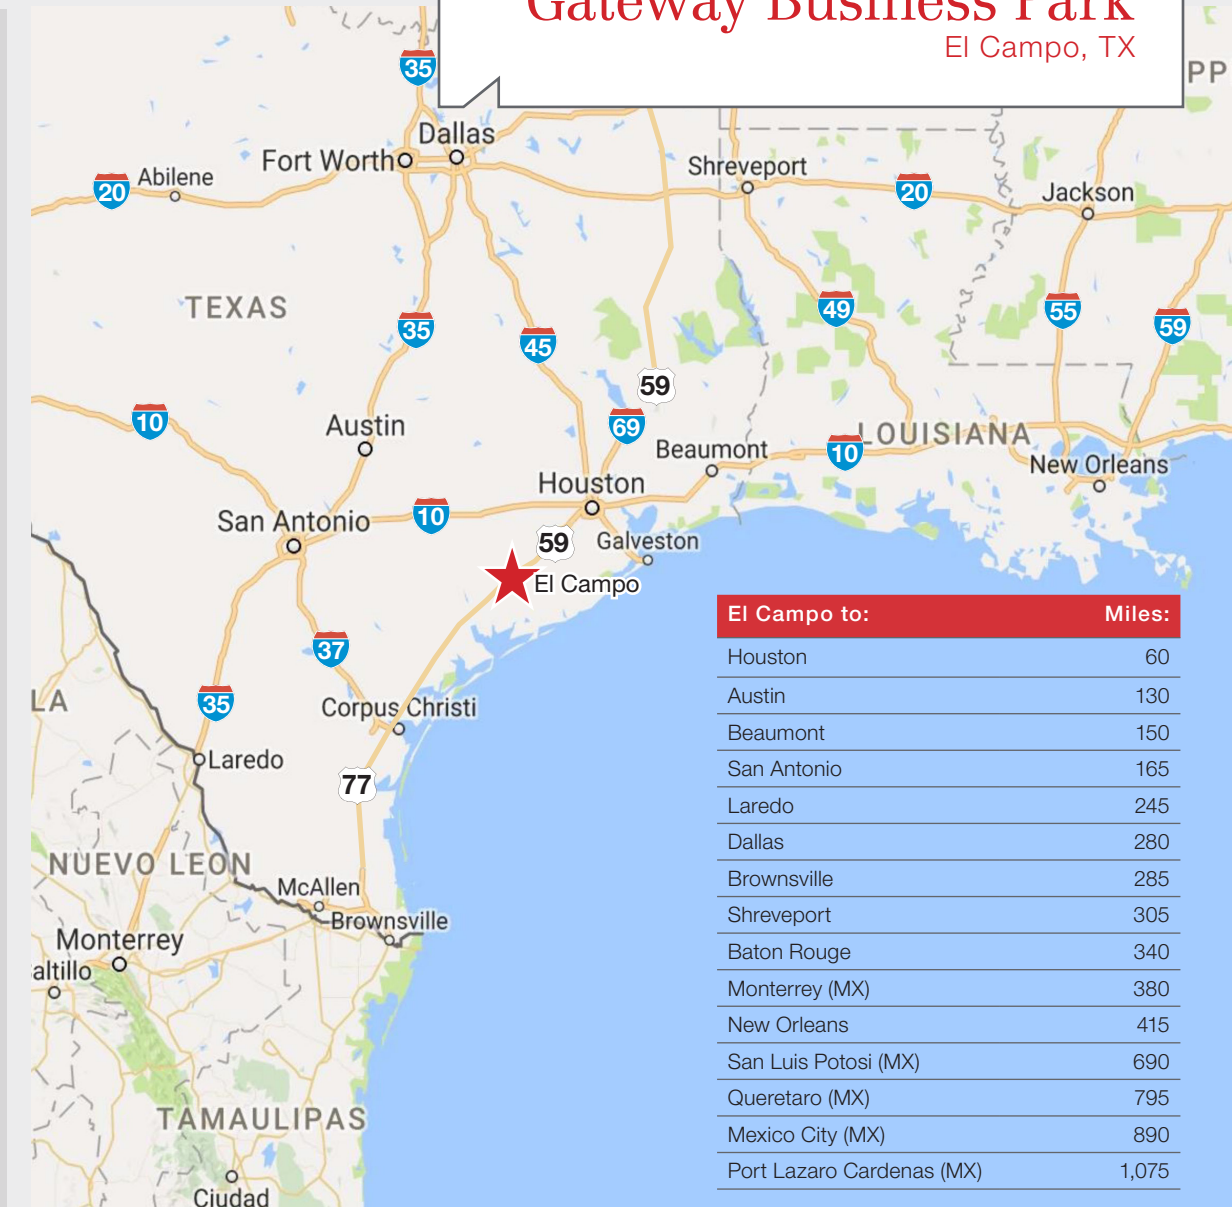 Gateway Business Park
El Campo, TX
35
PP
Dallas
Fort Worth
Shreveport
20
Abilene
20
Jackson
TEXAS
35
45
49
55
59
59
10
Austin
69
Beaumont
10
LOUISIANA
New Orleans
Houston
San Antonio
10
59
Galveston
El Campo
37
LA
35
Corpus Christi
Laredo
77
NUEVO LEON
McAllen
Brownsville
Monterrey
altillo
TAMAULIPAS
Ciudad
El Campo to: Miles:
Houston 60
Austin 130
Beaumont 150
San Antonio 165
Laredo 245
Dallas 280
Brownsville 285
Shreveport 305
Baton Rouge 340
Monterrey (MX) 380
New Orleans 415
San Luis Potosi (MX) 690
Queretaro (MX) 795
Mexico City (MX) 890
Port Lazaro Cardenas (MX) 1,075